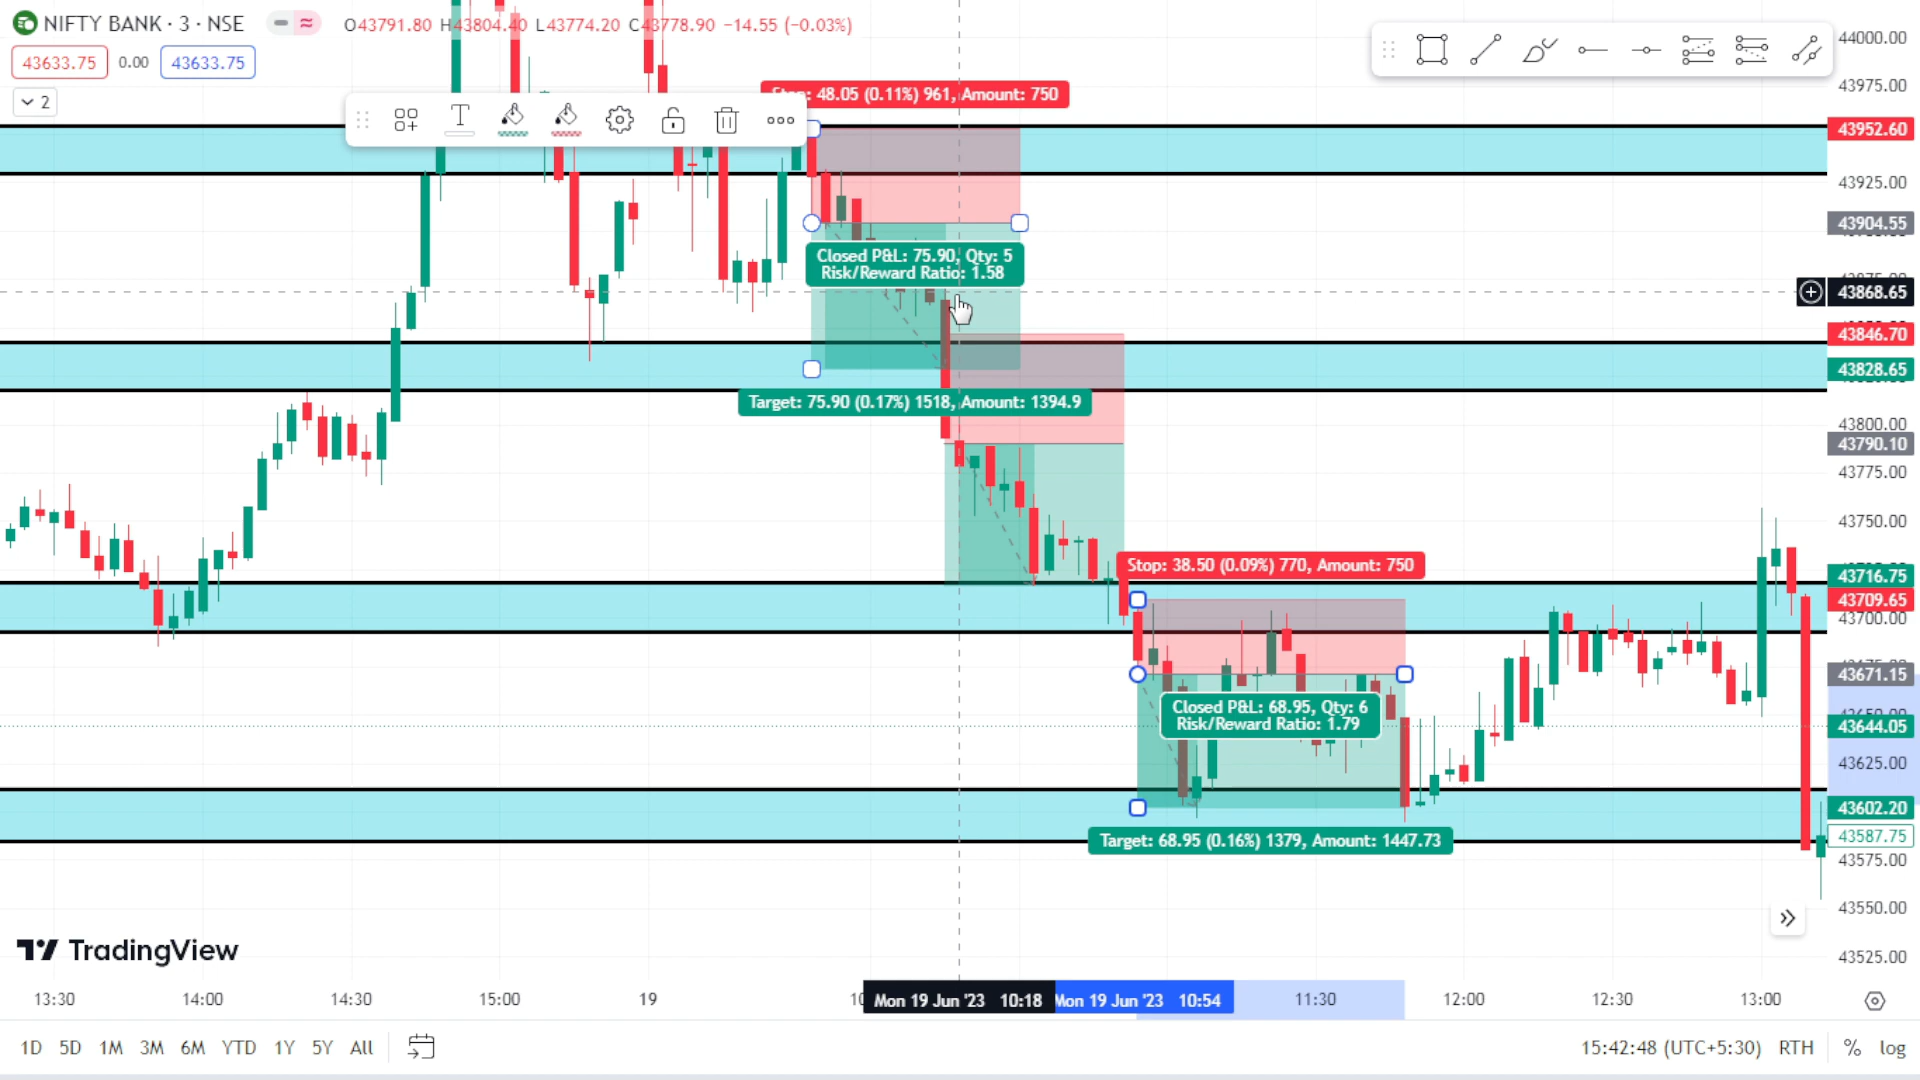 NIFTY BANK · 3 · NSE
O43791.80 H43804.40 L43774.20 C43778.90 −14.55 (−0.03%)
43633.75 0.00 43633.75
2
T
44000.00
43975.00
Stop: 48.05 (0.11%) 961, Amount: 750
43952.60
43925.00
43904.55
Closed P&L: 75.90, Qty: 5
Risk/Reward Ratio: 1.58
43868.65
43846.70
43828.65
Target: 75.90 (0.17%) 1518, Amount: 1394.9
43800.00
43790.10
43775.00
43750.00
Stop: 38.50 (0.09%) 770, Amount: 750
43716.75
43709.65
43700.00
43671.15
Closed P&L: 68.95, Qty: 6
Risk/Reward Ratio: 1.79
43644.05
43625.00
43602.20
Target: 68.95 (0.16%) 1379, Amount: 1447.73
43587.75
43575.00
43550.00
43525.00
TradingView
13:30 14:00 14:30 15:00 19 Mon 19 Jun '23 10:18 Mon 19 Jun '23 10:54 11:30 12:00 12:30 13:00
1D 5D 1M 3M 6M YTD 1Y 5Y All 15:42:48 (UTC+5:30) RTH % log